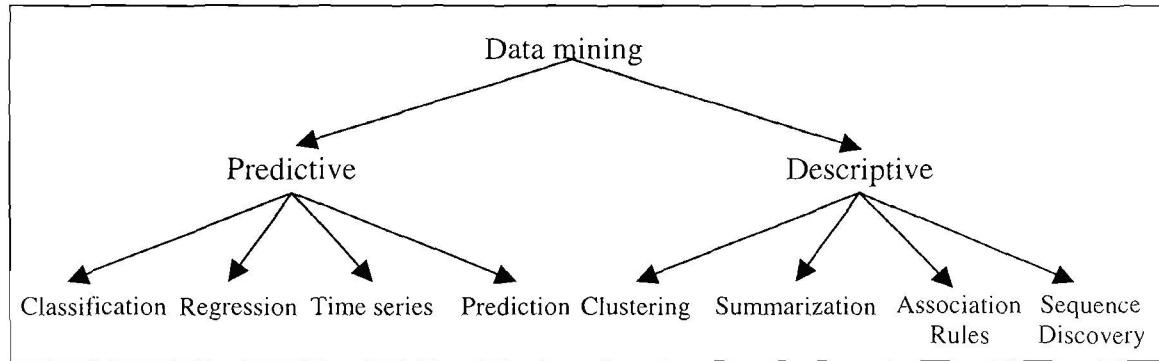 Data mining
Predictive
Descriptive
Classification
Regression
Time series
Prediction
Clustering
Summarization
Association
Rules
Sequence
Discovery